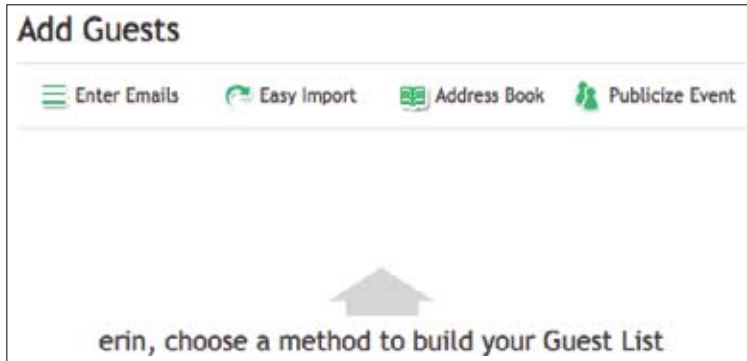 Add Guests
Enter Emails Easy Import Address Book Publicize Event
erin, choose a method to build your Guest List